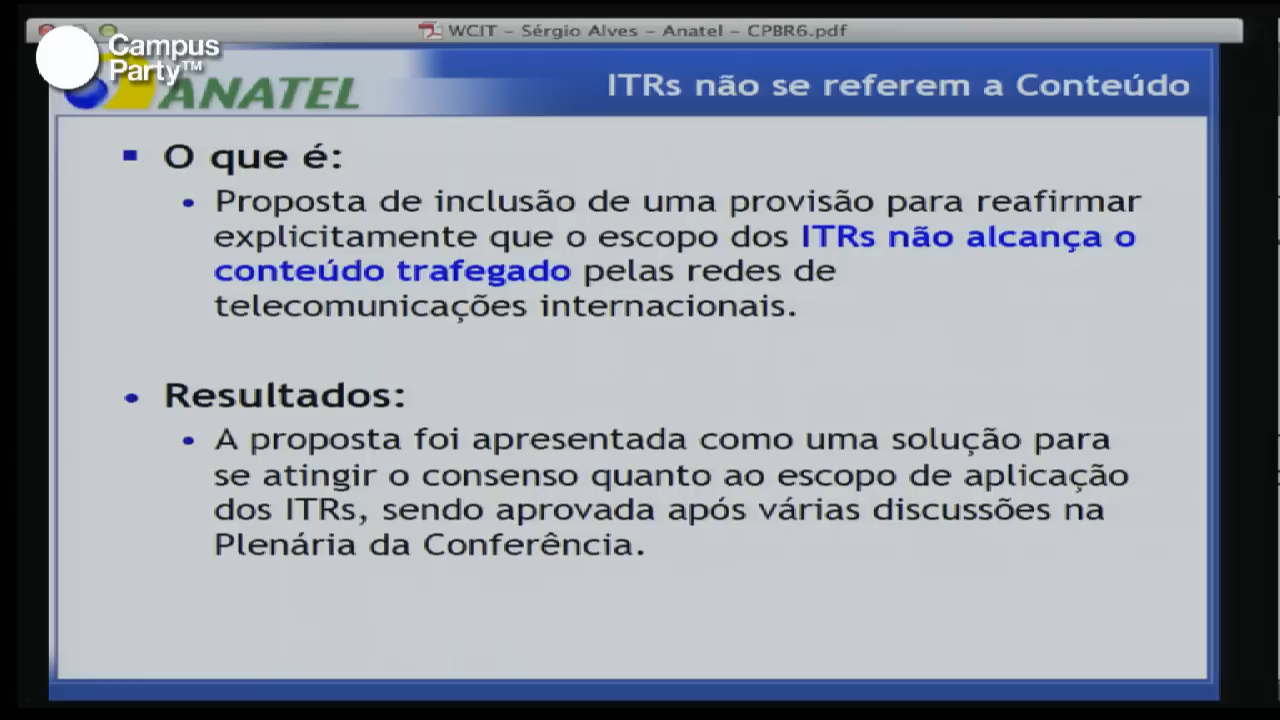 WCIT – Sérgio Alves – Anatel – CPBR6.pdf
Campus
Party™
ANATEL
ITRs não se referem a Conteúdo
O que é:
Proposta de inclusão de uma provisão para reafirmar
explicitamente que o escopo dos ITRs não alcança o
conteúdo trafegado pelas redes de
telecomunicações internacionais.
Resultados:
A proposta foi apresentada como uma solução para
se atingir o consenso quanto ao escopo de aplicação
dos ITRs, sendo aprovada após várias discussões na
Plenária da Conferência.